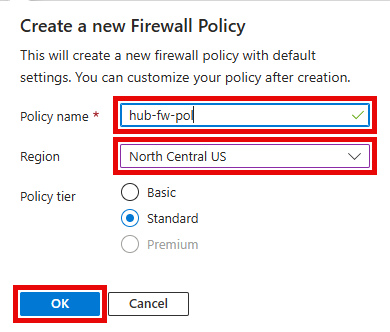 Create a new Firewall Policy
This will create a new firewall policy with default
settings. You can customize your policy after creation.
Policy name *
hub-fw-pol
Region
North Central US
Policy tier
Basic
Standard
Premium
OK
Cancel